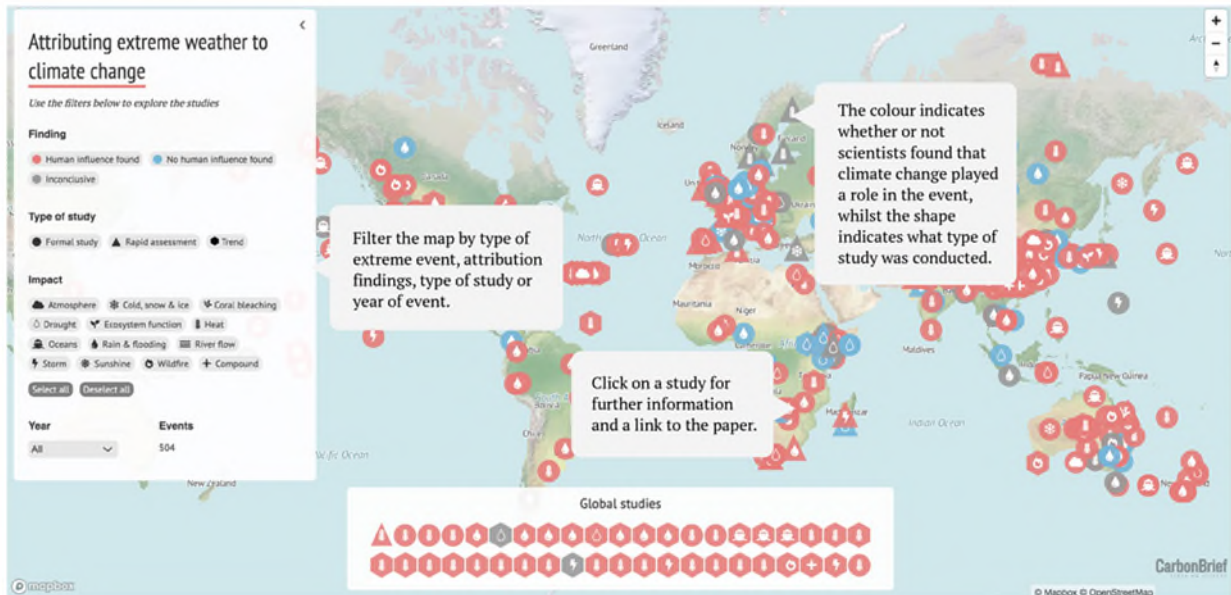 Attributing extreme weather to
climate change
Use the filters below to explore the studies
Finding
Human influence found
No human influence found
Inconclusive
Type of study
Formal study
Rapid assessment
Trend
Impact
Atmosphere
Cold, snow & ice
Coral bleaching
Drought
Ecosystem function
Heat
Oceans
Rain & flooding
River flow
Storm
Sunshine
Wildfire
Compound
Select all
Deselect all
Year
Events
All
504
New Zealand
mapbox
Greenland
Iceland
Canada
Norway
Ukraine
Morocco
Mauritania
Niger
Maldives
Papua New Guinea
Indian Ocean
Bolivia
Chile
Filter the map by type of
extreme event, attribution
findings, type of study or
year of event.
The colour indicates
whether or not
scientists found that
climate change played
a role in the event,
whilst the shape
indicates what type of
study was conducted.
Click on a study for
further information
and a link to the paper.
Global studies
CarbonBrief
© Mapbox © OpenStreetMap